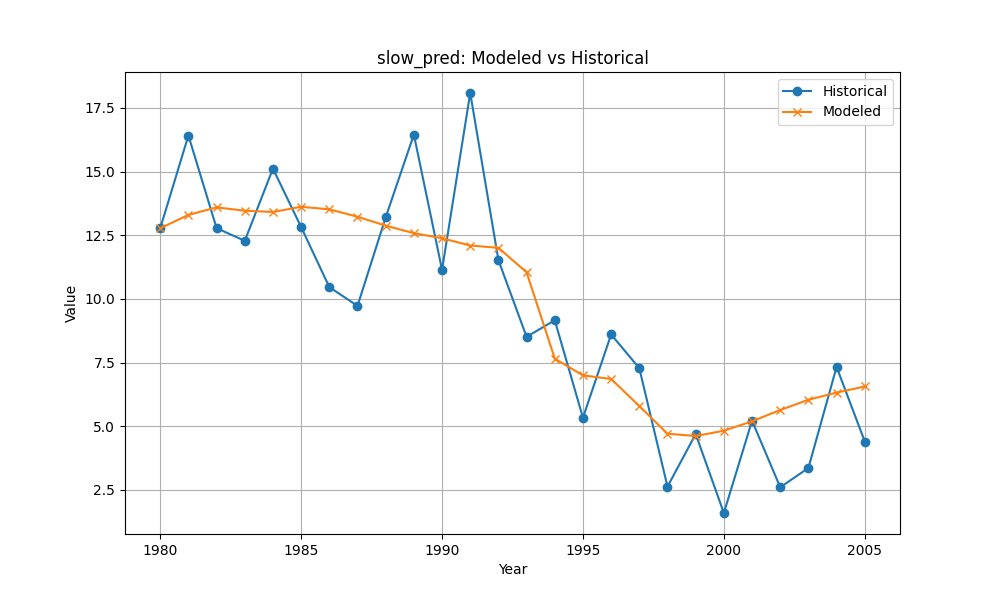 slow_pred: Modeled vs Historical
Historical
Modeled
17.5
15.0
12.5
10.0
7.5
5.0
2.5
Value
1980
1985
1990
1995
2000
2005
Year